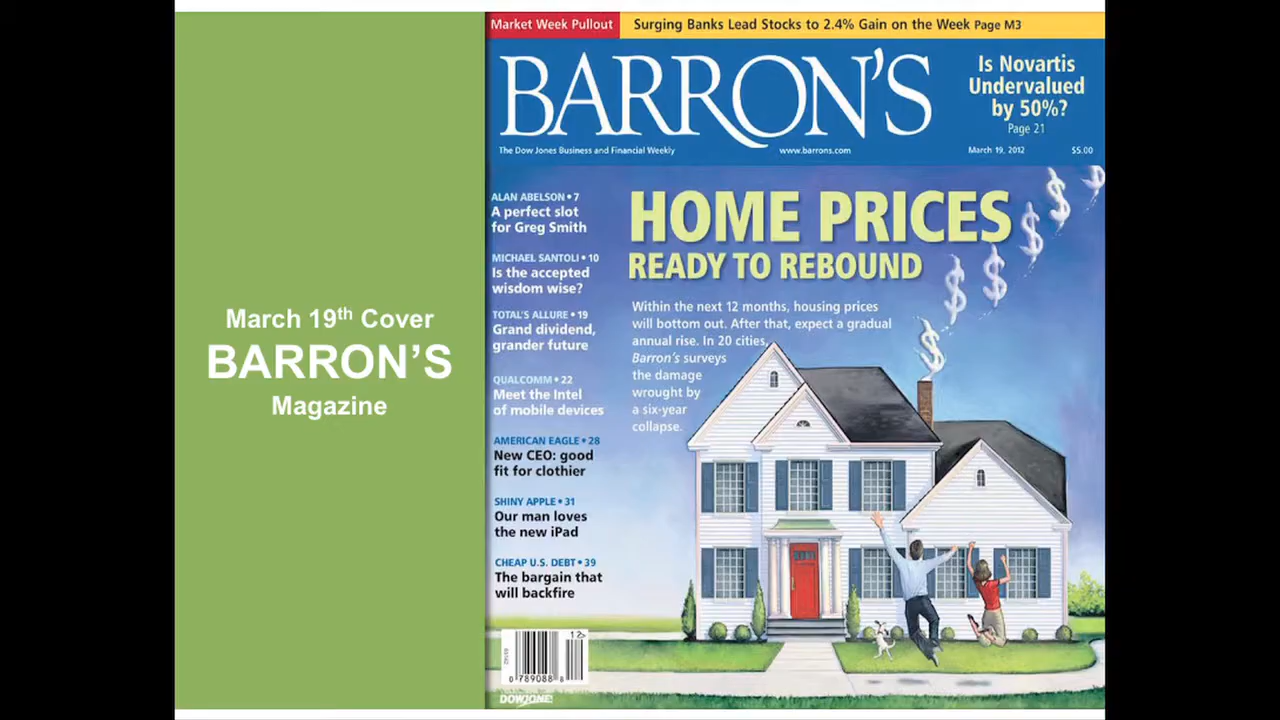 March 19th Cover
BARRON'S
Magazine
Market Week Pullout
Surging Banks Lead Stocks to 2.4% Gain on the Week Page M3
BARRON'S
Is Novartis
Undervalued
by 50%?
Page 21
The Dow Jones Business and Financial Weekly
www.barrons.com
March 19, 2012
$5.00
ALAN ABELSON • 7
A perfect slot
for Greg Smith
MICHAEL SANTOLI • 10
Is the accepted
wisdom wise?
TOTAL'S ALLURE • 19
Grand dividend,
grander future
QUALCOMM • 22
Meet the Intel
of mobile devices
AMERICAN EAGLE • 28
New CEO: good
fit for clothier
SHINY APPLE • 31
Our man loves
the new iPad
CHEAP U.S. DEBT • 39
The bargain that
will backfire
HOME PRICES
READY TO REBOUND
Within the next 12 months, housing prices
will bottom out. After that, expect a gradual
annual rise. In 20 cities,
Barron's surveys
the damage
wrought by
a six-year
collapse.
12>
0 789088 8
DOWJONES